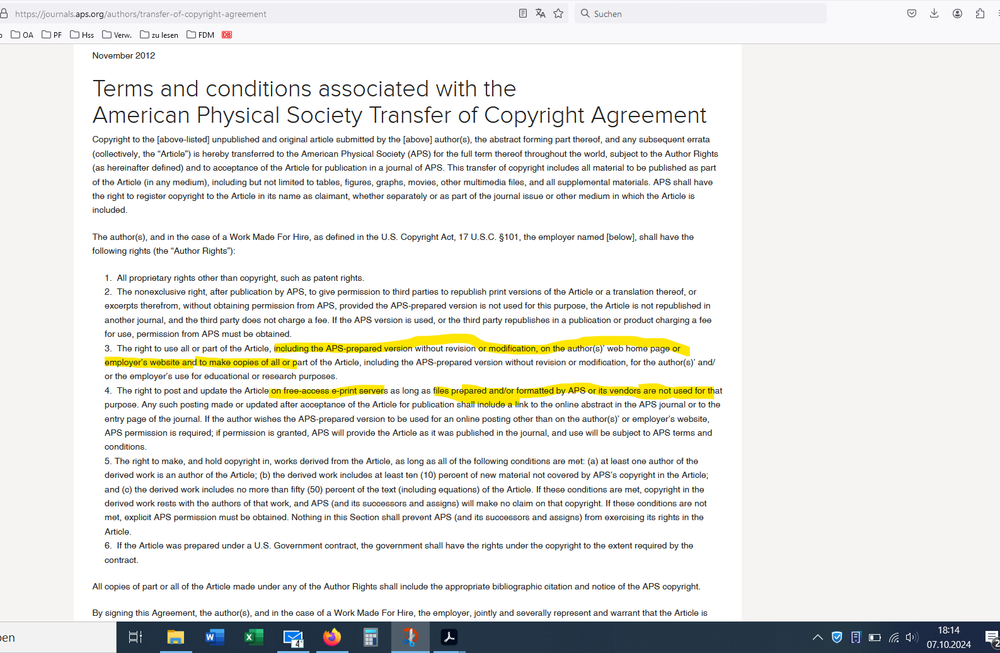 https://journals.aps.org/authors/transfer-of-copyright-agreement
Suchen
OA PF Hss Verw. zu lesen FDM DB
November 2012
Terms and conditions associated with the
American Physical Society Transfer of Copyright Agreement
Copyright to the [above-listed] unpublished and original article submitted by the [above] author(s), the abstract forming part thereof, and any subsequent errata
(collectively, the “Article”) is hereby transferred to the American Physical Society (APS) for the full term thereof throughout the world, subject to the Author Rights
(as hereinafter defined) and to acceptance of the Article for publication in a journal of APS. This transfer of copyright includes all material to be published as part
of the Article (in any medium), including but not limited to tables, figures, graphs, movies, other multimedia files, and all supplemental materials. APS shall have
the right to register copyright to the Article in its name as claimant, whether separately or as part of the journal issue or other medium in which the Article is
included.
The author(s), and in the case of a Work Made For Hire, as defined in the U.S. Copyright Act, 17 U.S.C. §101, the employer named [below], shall have the
following rights (the “Author Rights”):
1. All proprietary rights other than copyright, such as patent rights.
2. The nonexclusive right, after publication by APS, to give permission to third parties to republish print versions of the Article or a translation thereof, or
excerpts therefrom, without obtaining permission from APS, provided the APS-prepared version is not used for this purpose, the Article is not republished in
another journal, and the third party does not charge a fee. If the APS version is used, or the third party republishes in a publication or product charging a fee
for use, permission from APS must be obtained.
3. The right to use all or part of the Article, including the APS-prepared version without revision or modification, on the author(s)’ web home page or
employer’s website and to make copies of all or part of the Article, including the APS-prepared version without revision or modification, for the author(s)’ and/
or the employer’s use for educational or research purposes.
4. The right to post and update the Article on free-access e-print servers as long as files prepared and/or formatted by APS or its vendors are not used for that
purpose. Any such posting made or updated after acceptance of the Article for publication shall include a link to the online abstract in the APS journal or to the
entry page of the journal. If the author wishes the APS-prepared version to be used for an online posting other than on the author(s)’ or employer’s website,
APS permission is required; if permission is granted, APS will provide the Article as it was published in the journal, and use will be subject to APS terms and
conditions.
5. The right to make, and hold copyright in, works derived from the Article, as long as all of the following conditions are met: (a) at least one author of the
derived work is an author of the Article; (b) the derived work includes at least ten (10) percent of new material not covered by APS’s copyright in the Article;
and (c) the derived work includes no more than fifty (50) percent of the text (including equations) of the Article. If these conditions are met, copyright in the
derived work rests with the authors of that work, and APS (and its successors and assigns) will make no claim on that copyright. If these conditions are not
met, explicit APS permission must be obtained. Nothing in this Section shall prevent APS (and its successors and assigns) from exercising its rights in the
Article.
6. If the Article was prepared under a U.S. Government contract, the government shall have the rights under the copyright to the extent required by the
contract.
All copies of part or all of the Article made under any of the Author Rights shall include the appropriate bibliographic citation and notice of the APS copyright.
By signing this Agreement, the author(s), and in the case of a Work Made For Hire, the employer, jointly and severally represent and warrant that the Article is
18:14
07.10.2024